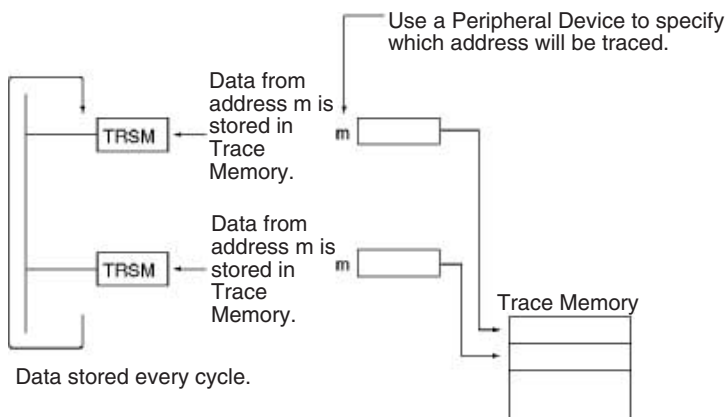 Use a Peripheral Device to specify
which address will be traced.
Data from
address m is
stored in
Trace
Memory.
TRSM
m
Data from
address m is
stored in
Trace
Memory.
TRSM
m
Trace Memory
Data stored every cycle.